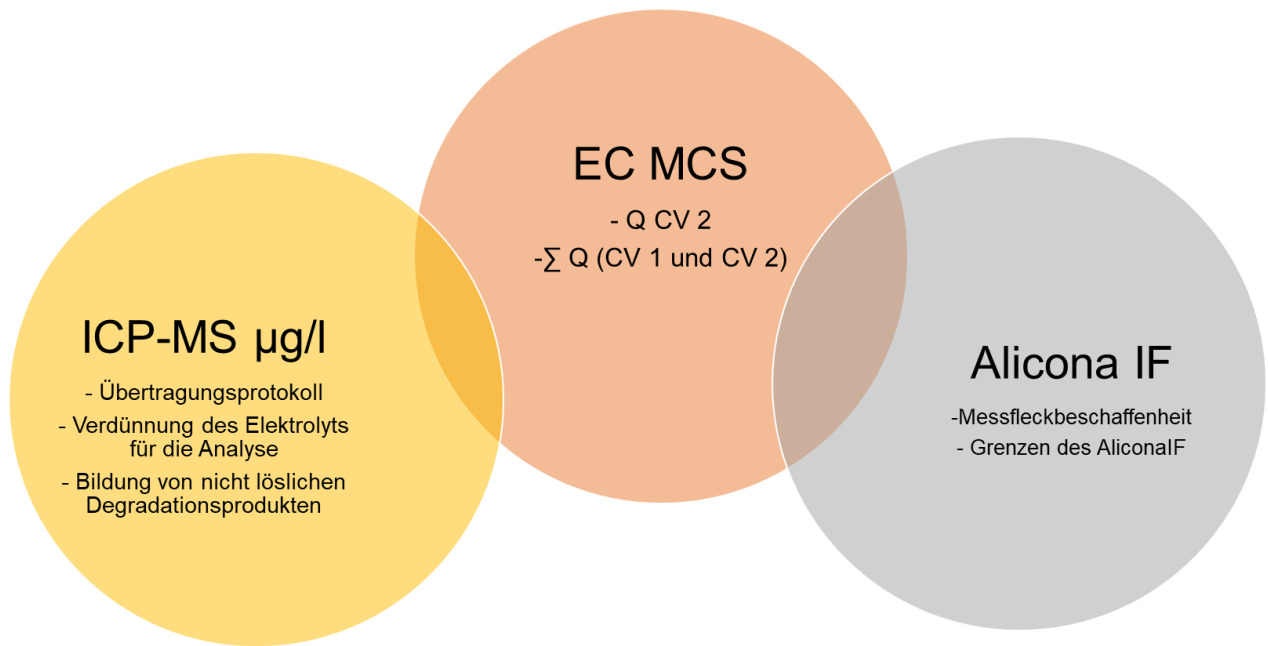 EC MCS
- Q CV 2
-∑ Q (CV 1 und CV 2)
ICP-MS µg/l
- Übertragungsprotokoll
- Verdünnung des Elektrolyts
für die Analyse
- Bildung von nicht löslichen
Degradationsprodukten
Alicona IF
-Messfleckbeschaffenheit
- Grenzen des AliconaIF